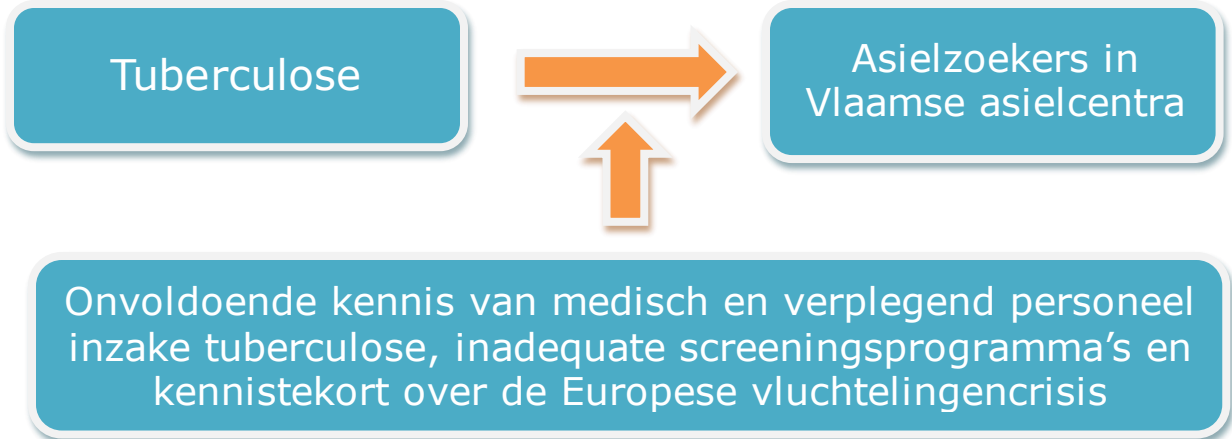 Tuberculose
Asielzoekers in
Vlaamse asielcentra
Onvoldoende kennis van medisch en verplegend personeel
inzake tuberculose, inadequate screeningsprogramma’s en
kennistekort over de Europese vluchtelingencrisis